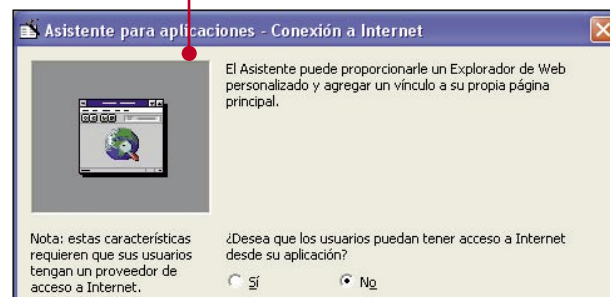 Asistente para aplicaciones - Conexión a Internet
El Asistente puede proporcionarle un Explorador de Web
personalizado y agregar un vínculo a su propia página
principal.
Nota: estas características
requieren que sus usuarios
tengan un proveedor de
acceso a Internet.
¿Desea que los usuarios puedan tener acceso a Internet
desde su aplicación?
Sí
No